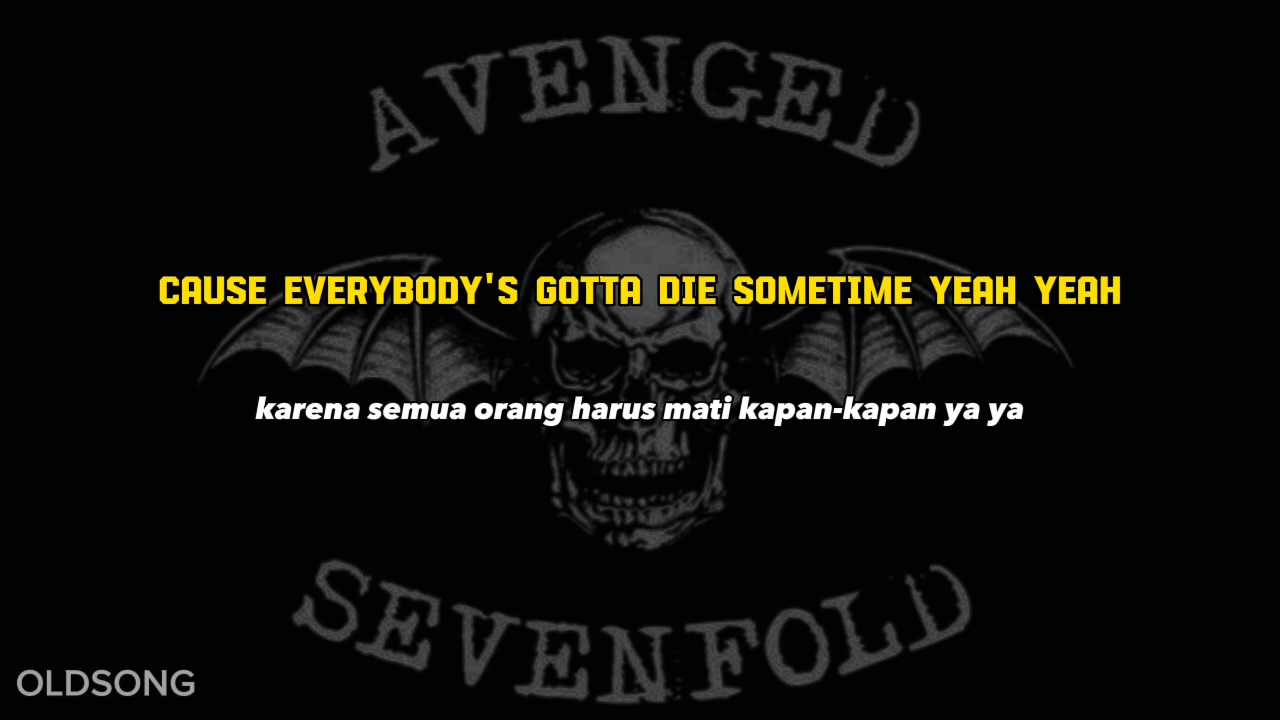 AVENGED
CAUSE EVERYBODY'S GOTTA DIE SOMETIME YEAH YEAH
karena semua orang harus mati kapan-kapan ya ya
SEVENFOLD
OLDSONG